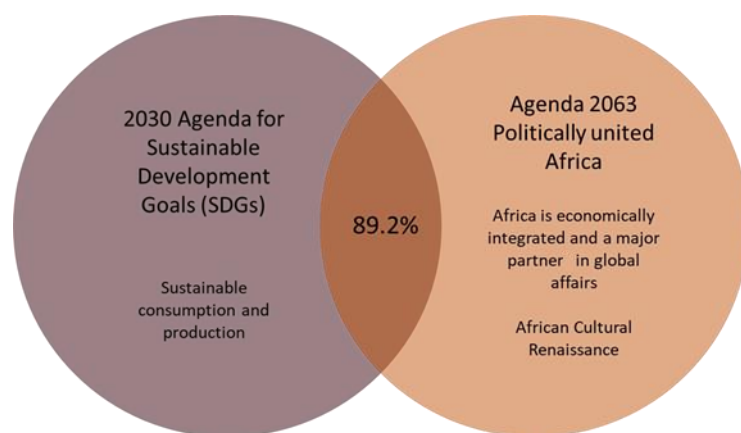 2030 Agenda for
Sustainable
Development
Goals (SDGs)
Sustainable
consumption and
production
89.2%
Agenda 2063
Politically united
Africa
Africa is economically
integrated and a major
partner in global
affairs
African Cultural
Renaissance